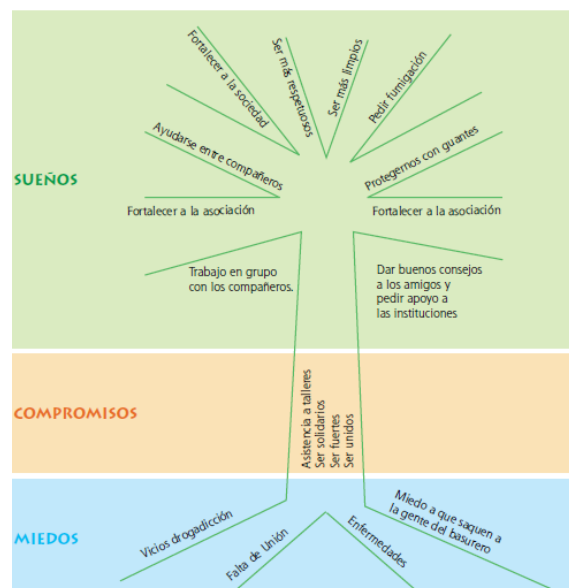 SUEÑOS
Fortalecer a la sociedad
Ser más respetuosos
Ser más limpios
Pedir fumigación
Ayudarse entre compañeros
Protegernos con guantes
Fortalecer a la asociación
Fortalecer a la asociación
Trabajo en grupo
con los compañeros.
Dar buenos consejos
a los amigos y
pedir apoyo a
las instituciones
COMPROMISOS
Asistencia a talleres
Ser solidarios
Ser fuertes
Ser unidos
MIEDOS
Vicios drogadicción
Falta de Unión
Enfermedades
Miedo a que saquen a
la gente del basurero